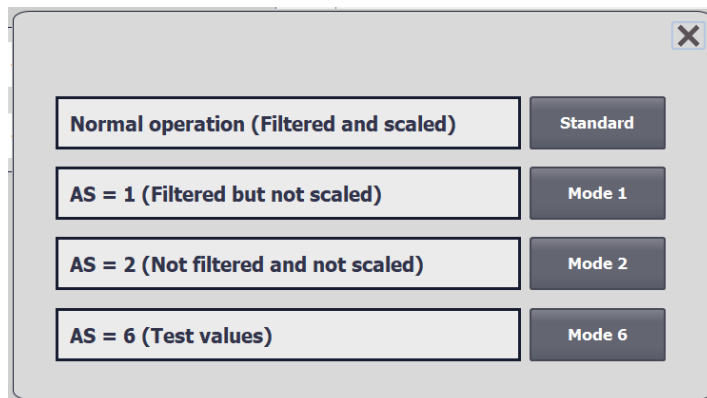 Normal operation (Filtered and scaled) Standard
AS = 1 (Filtered but not scaled) Mode 1
AS = 2 (Not filtered and not scaled) Mode 2
AS = 6 (Test values) Mode 6